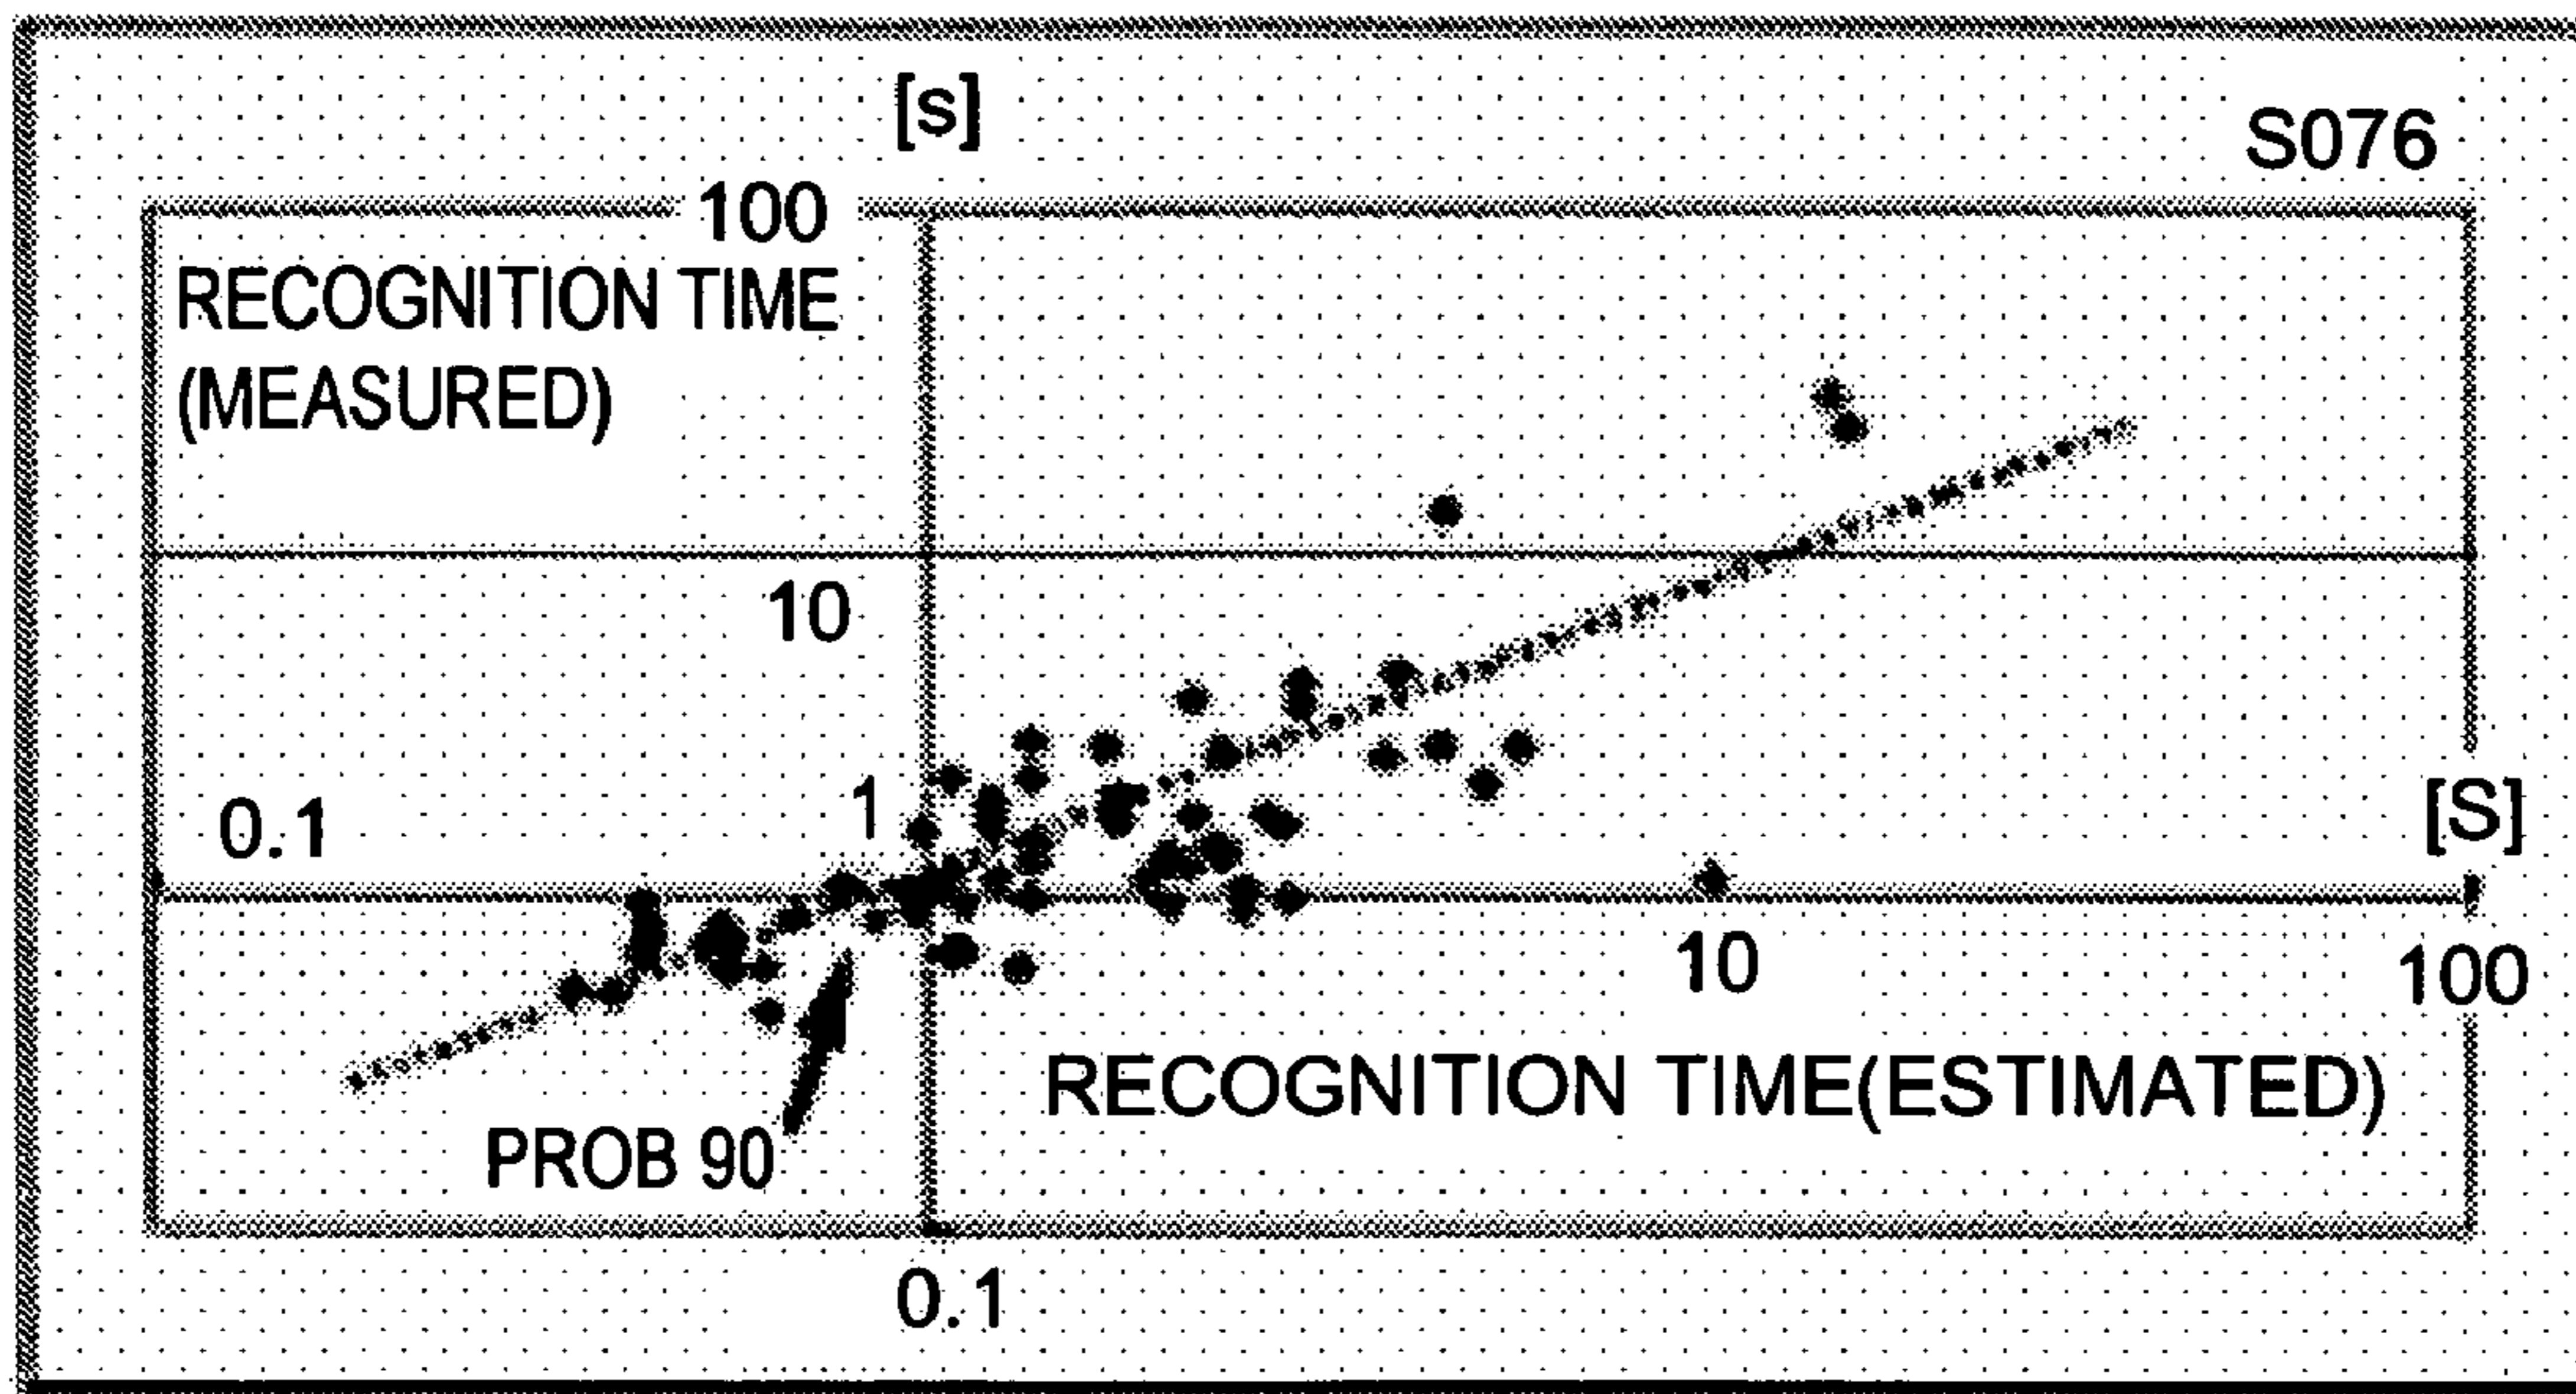 [s]
S076
100
RECOGNITION TIME
(MEASURED)
10
1
0.1
[S]
10
100
RECOGNITION TIME(ESTIMATED)
PROB 90
0.1